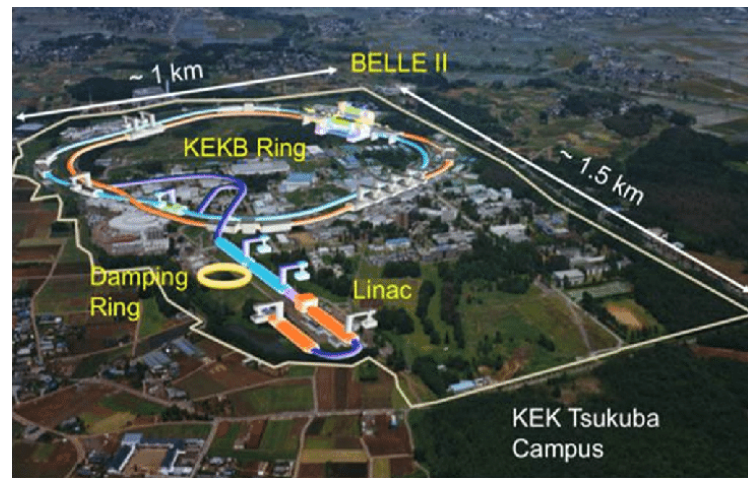 ~ 1 km
BELLE II
KEKB Ring
~ 1.5 km
Damping
Ring
Linac
KEK Tsukuba
Campus